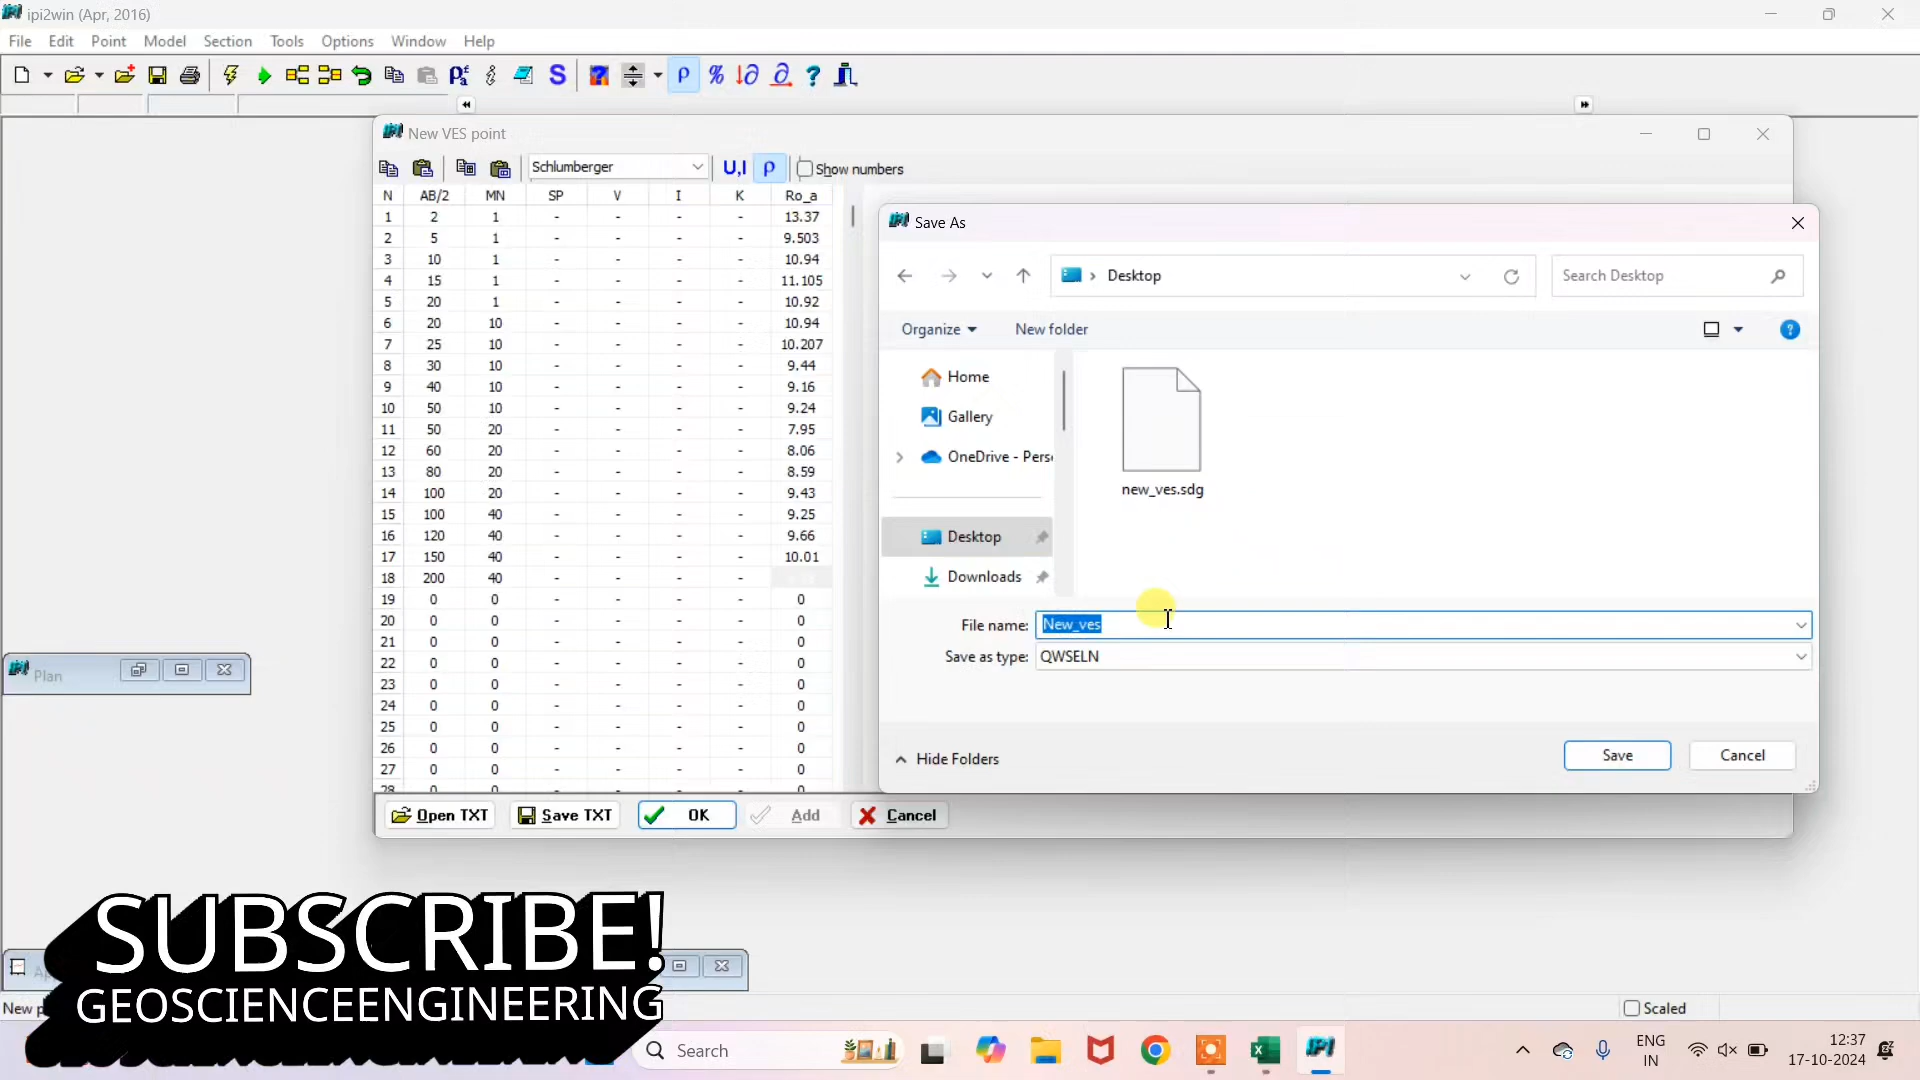 ipi2win (Apr, 2016)
File Edit Point Model Section Tools Options Window Help
New VES point
Schlumberger U,I ρ Show numbers
N AB/2 MN SP V I K Ro_a
1 2 1 - - - - 13.37
2 5 1 - - - - 9.503
3 10 1 - - - - 10.94
4 15 1 - - - - 11.105
5 20 1 - - - - 10.92
6 20 10 - - - - 10.94
7 25 10 - - - - 10.207
8 30 10 - - - - 9.44
9 40 10 - - - - 9.16
10 50 10 - - - - 9.24
11 50 20 - - - - 7.95
12 60 20 - - - - 8.06
13 80 20 - - - - 8.59
14 100 20 - - - - 9.43
15 100 40 - - - - 9.25
16 120 40 - - - - 9.66
17 150 40 - - - - 10.01
18 200 40 - - - -
19 0 0 - - - - 0
20 0 0 - - - - 0
21 0 0 - - - - 0
22 0 0 - - - - 0
23 0 0 - - - - 0
24 0 0 - - - - 0
25 0 0 - - - - 0
26 0 0 - - - - 0
27 0 0 - - - - 0
28 0 0 - - - - 0
Open TXT Save TXT OK Add Cancel
Save As
Desktop
Search Desktop
Organize New folder
Home
Gallery
OneDrive - Pers
Desktop
Downloads
new_ves.sdg
File name: New_ves
Save as type: QWSELN
Hide Folders Save Cancel
Plan
New
Scaled
SUBSCRIBE!
GEOSCIENCEENGINEERING
Search
ENG
IN
12:37
17-10-2024